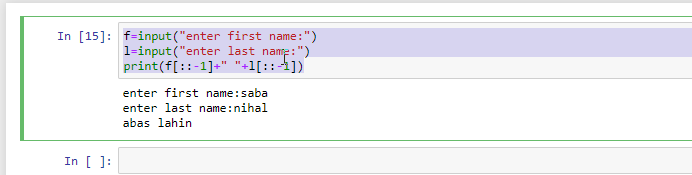 In [15]: f=input("enter first name:")
l=input("enter last name:")
print(f[::-1]+" "+l[::-1])
enter first name:saba
enter last name:nihal
abas lahin
In [ ]: